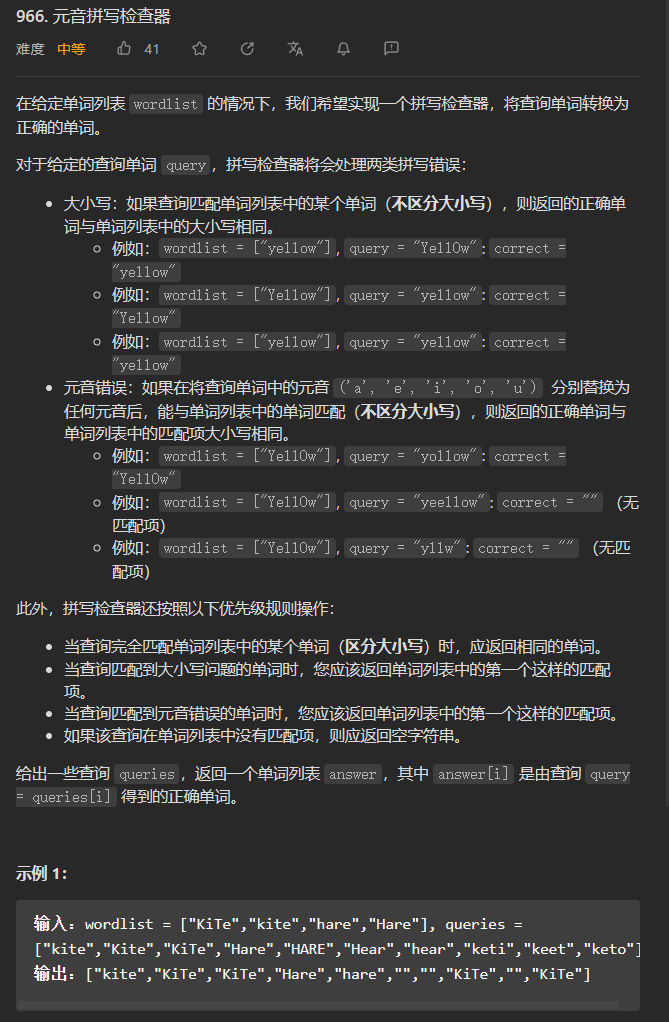 966. 元音拼写检查器
难度 中等 41
在给定单词列表 wordlist 的情况下，我们希望实现一个拼写检查器，将查询单词转换为
正确的单词。
对于给定的查询单词 query，拼写检查器将会处理两类拼写错误：
• 大小写：如果查询匹配单词列表中的某个单词（不区分大小写），则返回的正确单
词与单词列表中的大小写相同。
○ 例如：wordlist = ["yellow"], query = "YellOw": correct =
"yellow"
○ 例如：wordlist = ["Yellow"], query = "yellow": correct =
"Yellow"
○ 例如：wordlist = ["yellow"], query = "yellow": correct =
"yellow"
• 元音错误：如果在将查询单词中的元音 ('a', 'e', 'i', 'o', 'u') 分别替换为
任何元音后，能与单词列表中的单词匹配（不区分大小写），则返回的正确单词与
单词列表中的匹配项大小写相同。
○ 例如：wordlist = ["YellOw"], query = "yollow": correct =
"YellOw"
○ 例如：wordlist = ["YellOw"], query = "yeellow": correct = "" （无
匹配项）
○ 例如：wordlist = ["YellOw"], query = "yllw": correct = "" （无匹
配项）
此外，拼写检查器还按照以下优先级规则操作：
• 当查询完全匹配单词列表中的某个单词（区分大小写）时，应返回相同的单词。
• 当查询匹配到大小写问题的单词时，您应该返回单词列表中的第一个这样的匹配
项。
• 当查询匹配到元音错误的单词时，您应该返回单词列表中的第一个这样的匹配项。
• 如果该查询在单词列表中没有匹配项，则应返回空字符串。
给出一些查询 queries，返回一个单词列表 answer，其中 answer[i] 是由查询 query
= queries[i] 得到的正确单词。
示例 1：
输入：wordlist = ["KiTe","kite","hare","Hare"], queries =
["kite","Kite","KiTe","Hare","HARE","Hear","hear","keti","keet","keto"]
输出：["kite","KiTe","KiTe","Hare","hare","","","KiTe","","KiTe"]